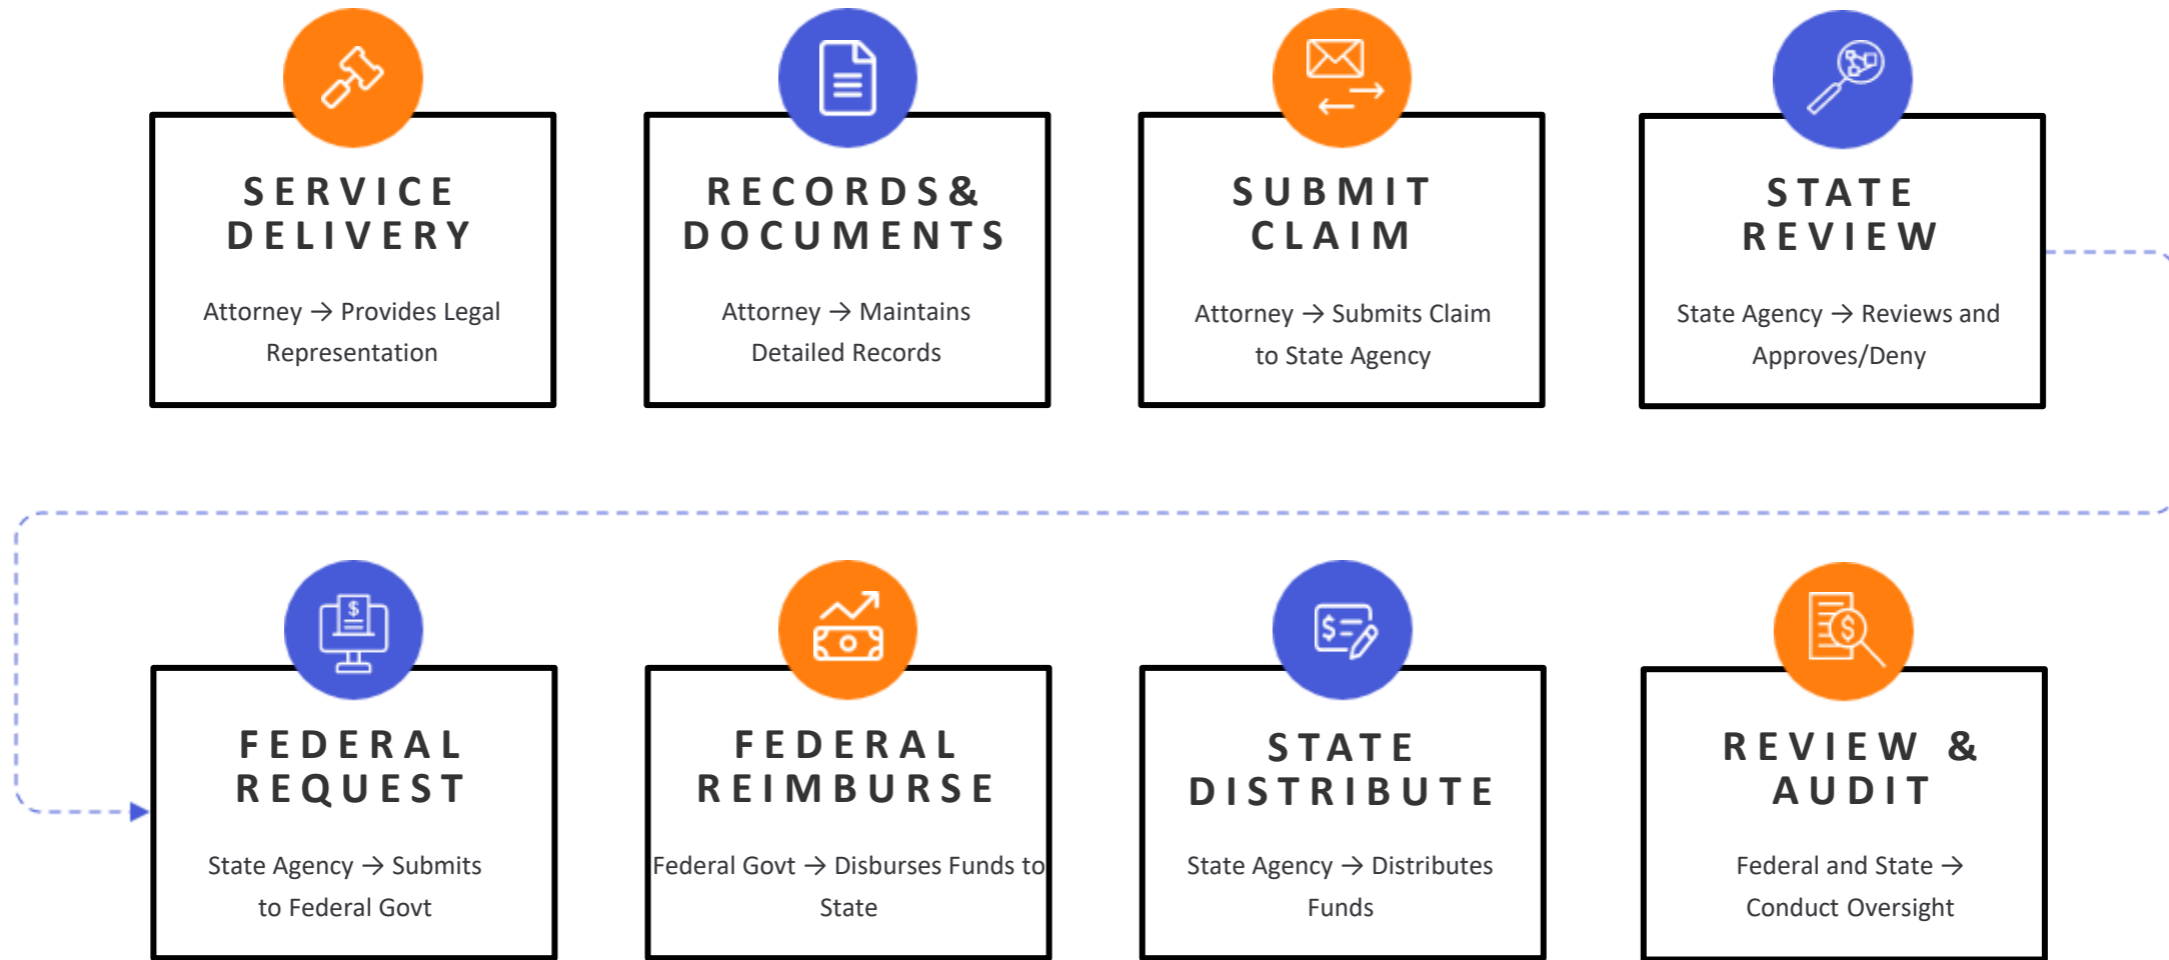 SERVICE
DELIVERY
Attorney → Provides Legal
Representation
RECORDS&
DOCUMENTS
Attorney → Maintains
Detailed Records
SUBMIT
CLAIM
Attorney → Submits Claim
to State Agency
STATE
REVIEW
State Agency → Reviews and
Approves/Deny
FEDERAL
REQUEST
State Agency → Submits
to Federal Govt
FEDERAL
REIMBURSE
Federal Govt → Disburses Funds to
State
STATE
DISTRIBUTE
State Agency → Distributes
Funds
REVIEW &
AUDIT
Federal and State →
Conduct Oversight